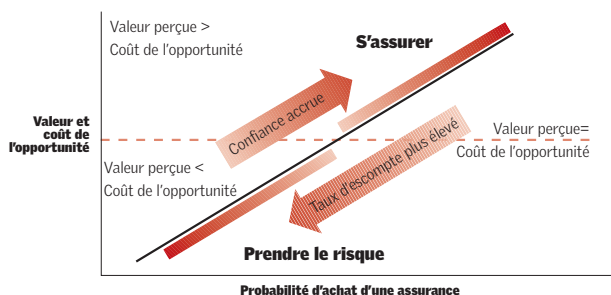 Valeur perçue >
Coût de l'opportunité
S'assurer
Confiance accrue
Valeur et
coût de
l'opportunité
Taux d'escompte plus élevé
Valeur perçue=
Coût de l'opportunité
Valeur perçue <
Coût de l'opportunité
Prendre le risque
Probabilité d'achat d'une assurance